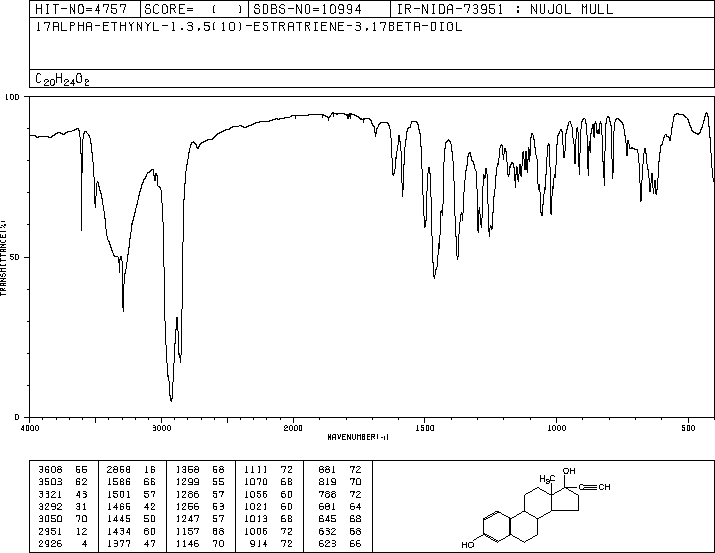 HIT-NO=4757 SCORE= ( ) SDBS-NO=10994 IR-NIDA-73951 : NUJOL MULL
17ALPHA-ETHYNYL-1,3,5(10)-ESTRATRIENE-3,17BETA-DIOL
C20H24O2
100
50
0
TRANSMITTANCE(%)
4000 3000 2000 1500 1000 500
WAVENUMBER(-1)
3608 55 2868 16 1368 58 1111 72 881 72
3503 62 1586 66 1299 55 1070 68 819 70
3321 43 1501 57 1286 57 1056 60 788 72
3292 31 1465 42 1256 53 1021 60 681 64
3050 70 1445 50 1247 57 1013 68 645 68
2951 12 1434 60 1157 68 1006 72 632 68
2926 4 1377 47 1146 70 914 72 623 66
OH
H3C
CH
HO